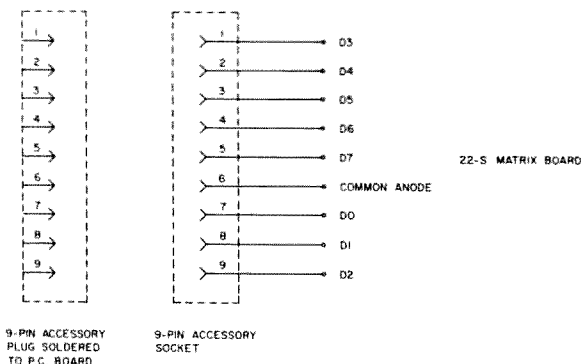 1 1 D3
2 2 D4
3 3 D5
4 4 D6
5 5 D7
22-S MATRIX BOARD
6 6 COMMON ANODE
7 7 D0
8 8 D1
9 9 D2
9-PIN ACCESSORY
PLUG SOLDERED
TO P.C. BOARD
9-PIN ACCESSORY
SOCKET